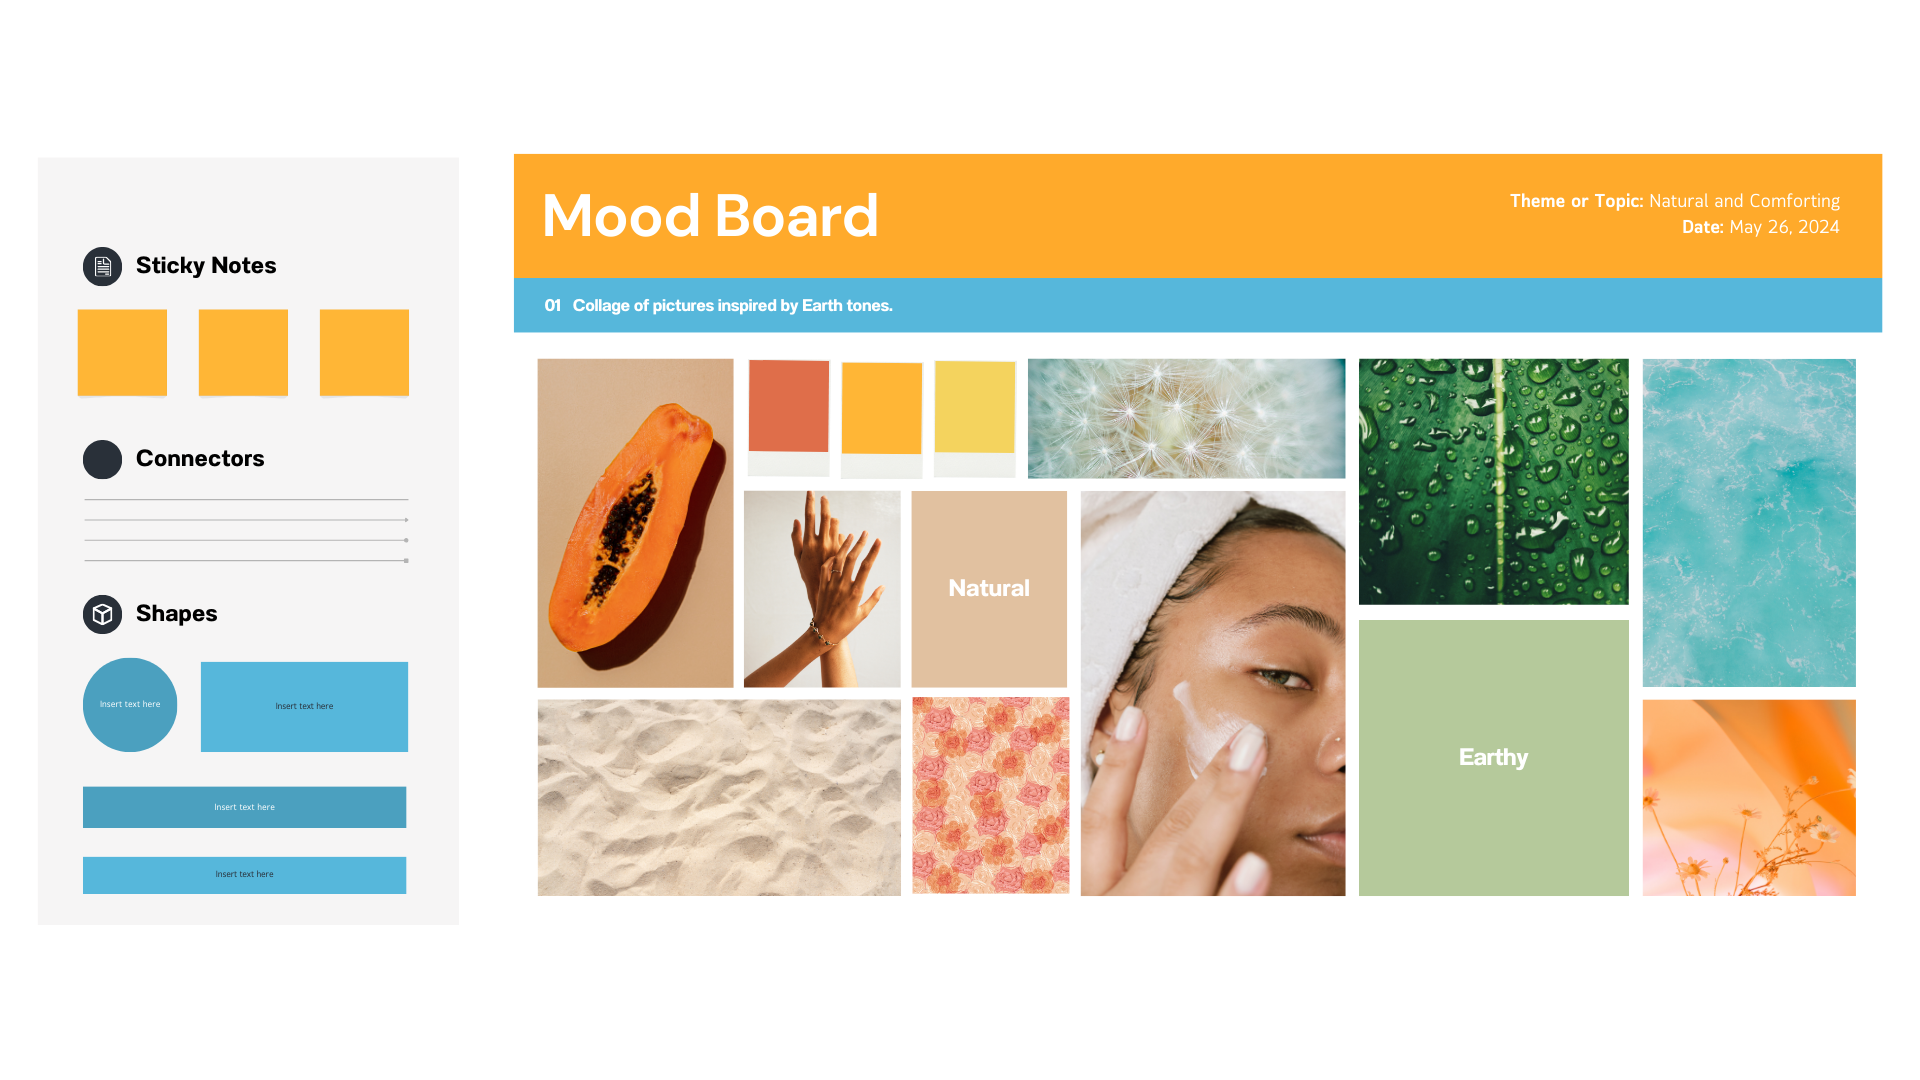 Sticky Notes
Connectors
Shapes
Insert text here
Insert text here
Insert text here
Insert text here
Mood Board
Theme or Topic: Natural and Comforting
Date: May 26, 2024
01 Collage of pictures inspired by Earth tones.
Natural
Earthy